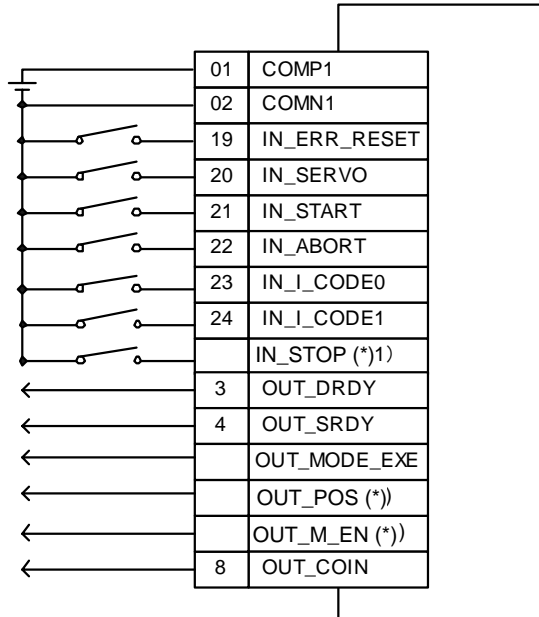 01 COMP1
02 COMN1
19 IN_ERR_RESET
20 IN_SERVO
21 IN_START
22 IN_ABORT
23 IN_I_CODE0
24 IN_I_CODE1
IN_STOP (*)1)
3 OUT_DRDY
4 OUT_SRDY
OUT_MODE_EXE
OUT_POS (*))
OUT_M_EN (*))
8 OUT_COIN